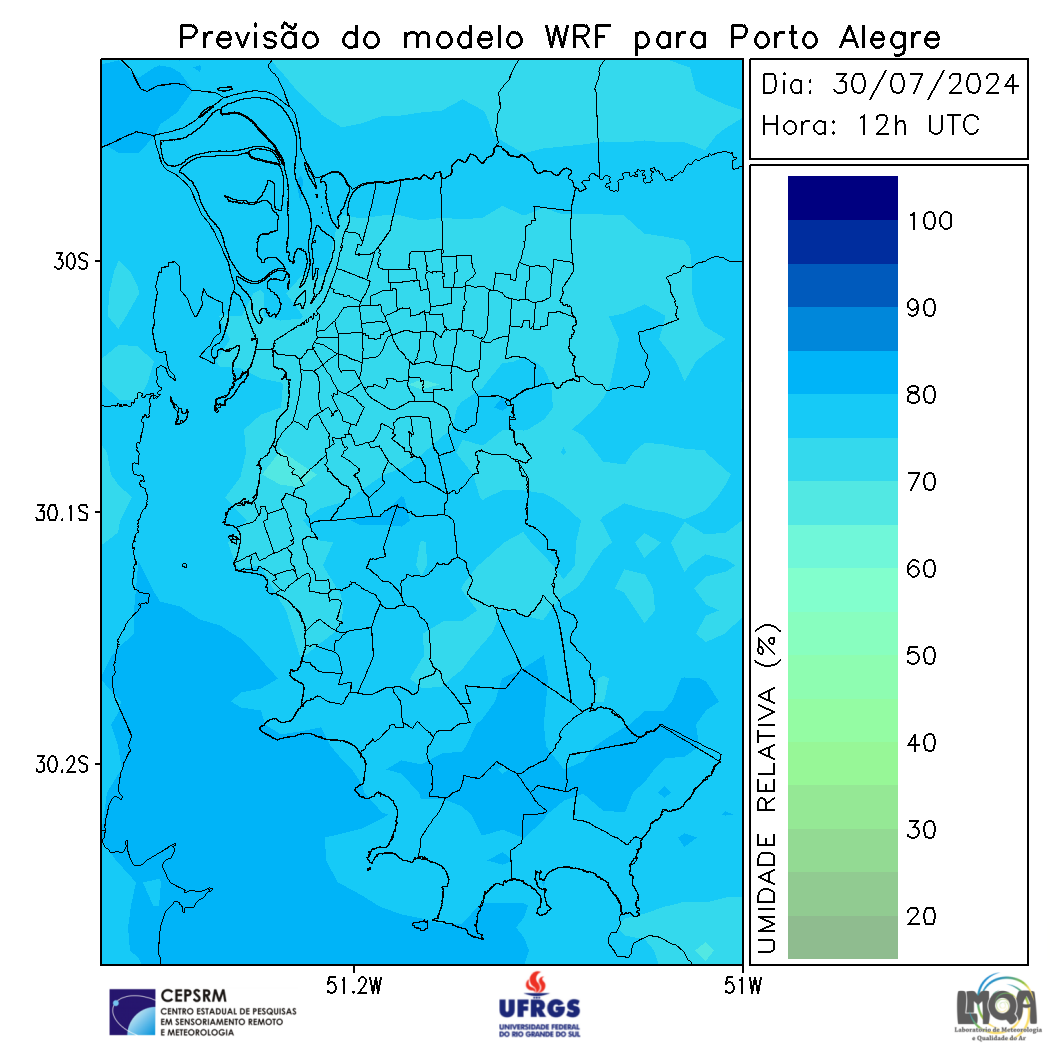 Previsão do modelo WRF para Porto Alegre
Dia: 30/07/2024
Hora: 12h UTC
30S
30.1S
30.2S
51.2W
51W
100
90
80
70
60
50
40
30
20
UMIDADE RELATIVA (%)
CEPSRM
CENTRO ESTADUAL DE PESQUISAS
EM SENSORIAMENTO REMOTO
E METEOROLOGIA
UFRGS
UNIVERSIDADE FEDERAL
DO RIO GRANDE DO SUL
LMQA
Laboratório de Meteorologia
e Qualidade do Ar